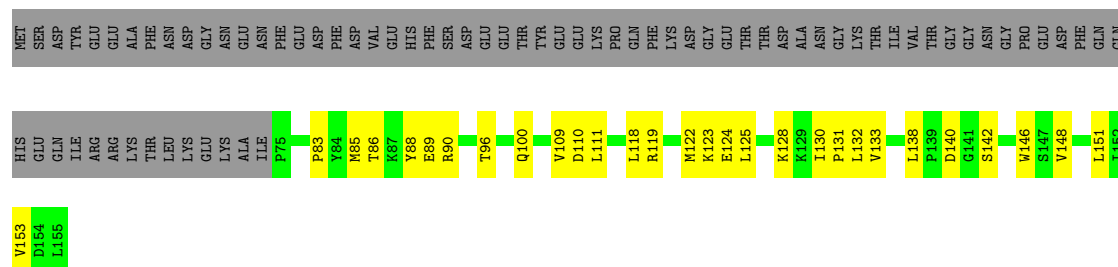 MET SER ASP TYR GLU GLU ALA PHE ASN ASP GLY ASN GLU ASN PHE GLU ASP PHE ASP VAL GLU HIS PHE SER ASP GLU GLU THR TYR GLU GLU LYS PRO GLN PHE LYS ASP GLY GLU THR THR ASP ALA ASN GLY LYS THR ILE VAL THR GLY GLY ASN GLY PRO GLU ASP PHE GLN GLN
HIS GLU GLN ILE ARG ARG LYS THR LEU LYS GLU LYS ALA ILE P75 P83 Y84 M85 T86 K87 Y88 E89 R90 T96 Q100 V109 D110 L111 L118 R119 M122 K123 E124 L125 K128 K129 I130 P131 L132 V133 L138 P139 D140 G141 S142 W146 S147 V148 L151 I152
V153 D154 L155